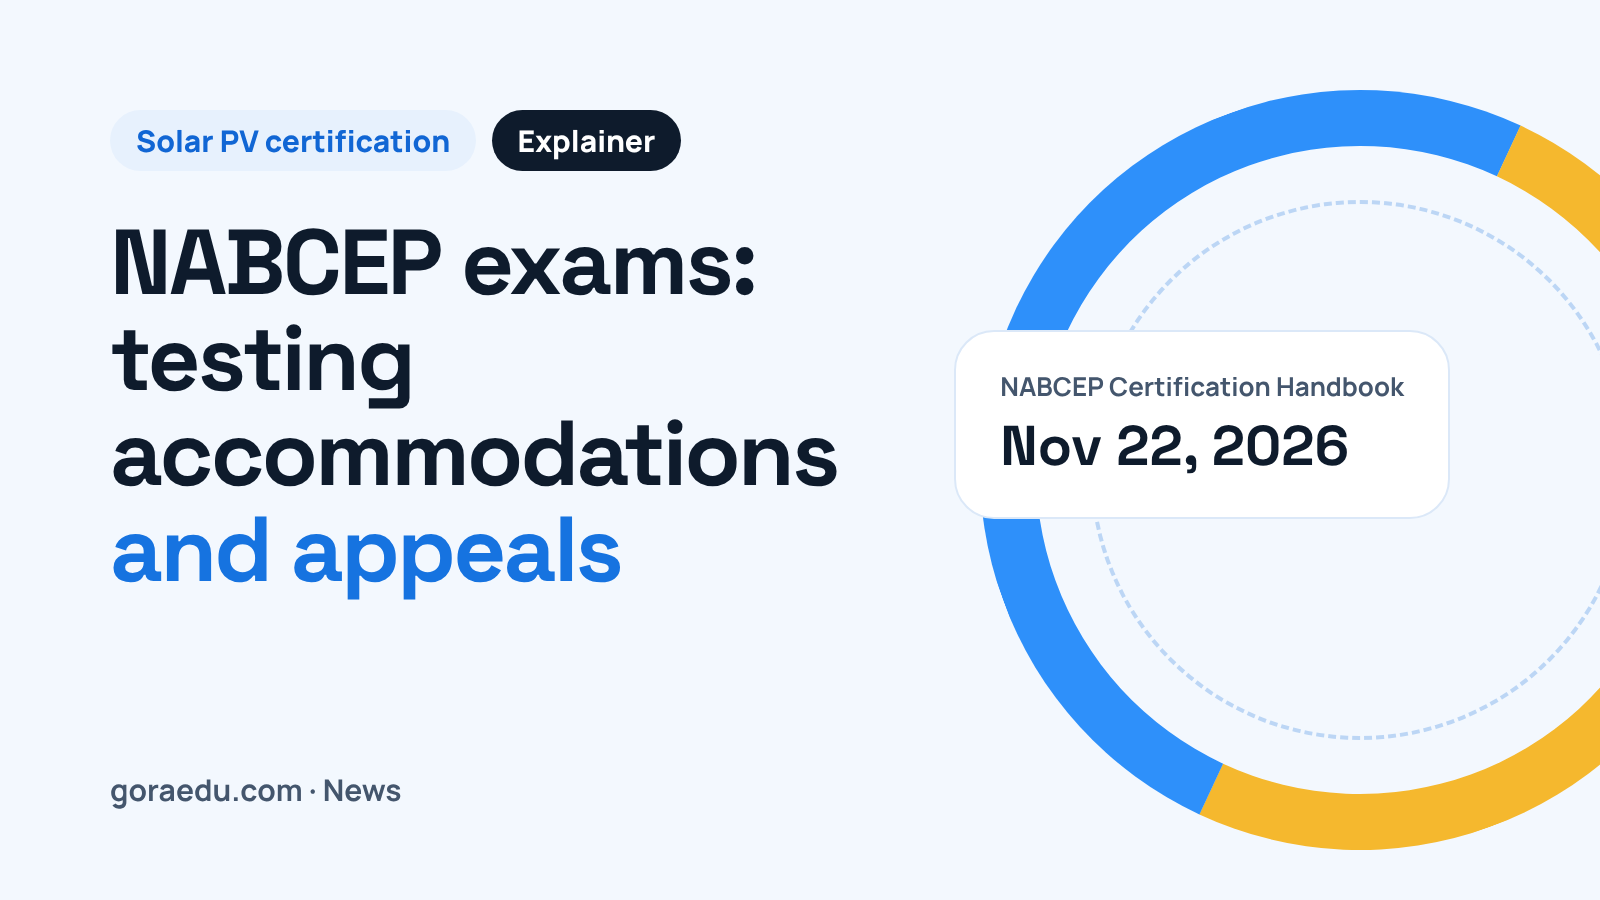 Solar PV certification
Explainer
NABCEP exams:
testing
accommodations
and appeals
NABCEP Certification Handbook
Nov 22, 2026
goraedu.com · News